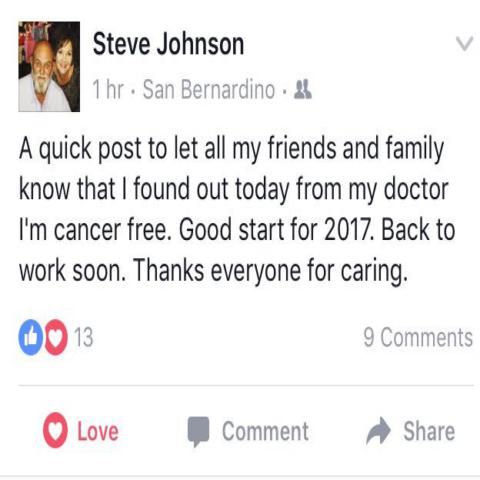 Steve Johnson
1 hr · San Bernardino ·
A quick post to let all my friends and family
know that I found out today from my doctor
I'm cancer free. Good start for 2017. Back to
work soon. Thanks everyone for caring.
13 9 Comments
Love Comment Share